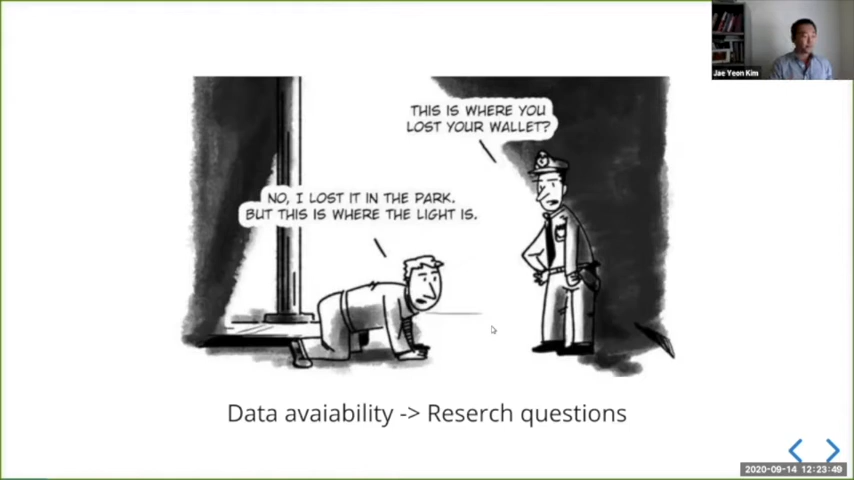 Jae Yeon Kim
THIS IS WHERE YOU
LOST YOUR WALLET?
NO, I LOST IT IN THE PARK.
BUT THIS IS WHERE THE LIGHT IS.
Data avaiability -> Reserch questions
2020-09-14 12:23:49